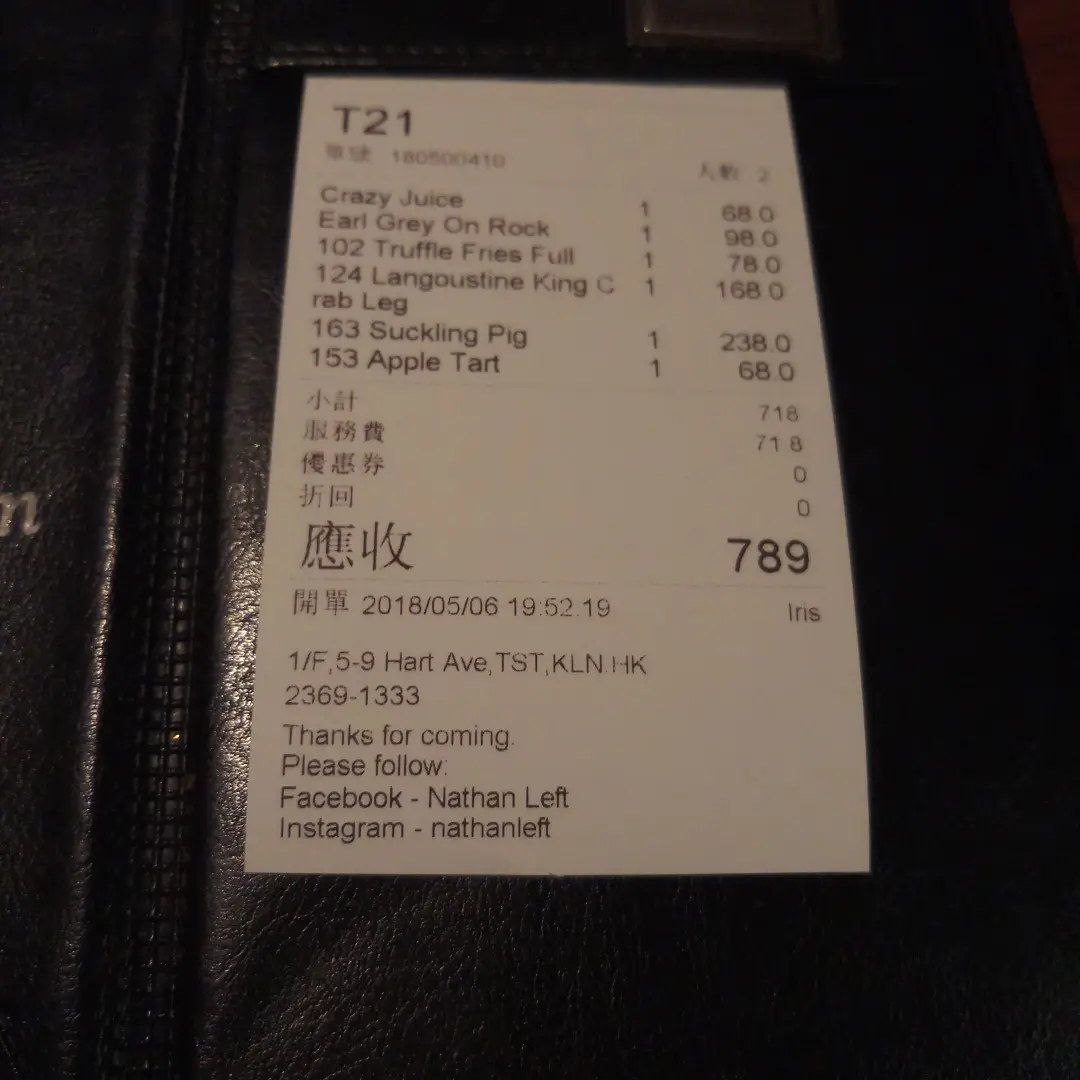 T21
單號 180500410
人數 2
Crazy Juice 1 68.0
Earl Grey On Rock 1 98.0
102 Truffle Fries Full 1 78.0
124 Langoustine King C 1 168.0
rab Leg
163 Suckling Pig 1 238.0
153 Apple Tart 1 68.0
小計 718
服務費 71.8
優惠券 0
折回 0
應收 789
開單 2018/05/06 19:52:19 Iris
1/F,5-9 Hart Ave,TST,KLN.HK
2369-1333
Thanks for coming.
Please follow:
Facebook - Nathan Left
Instagram - nathanleft